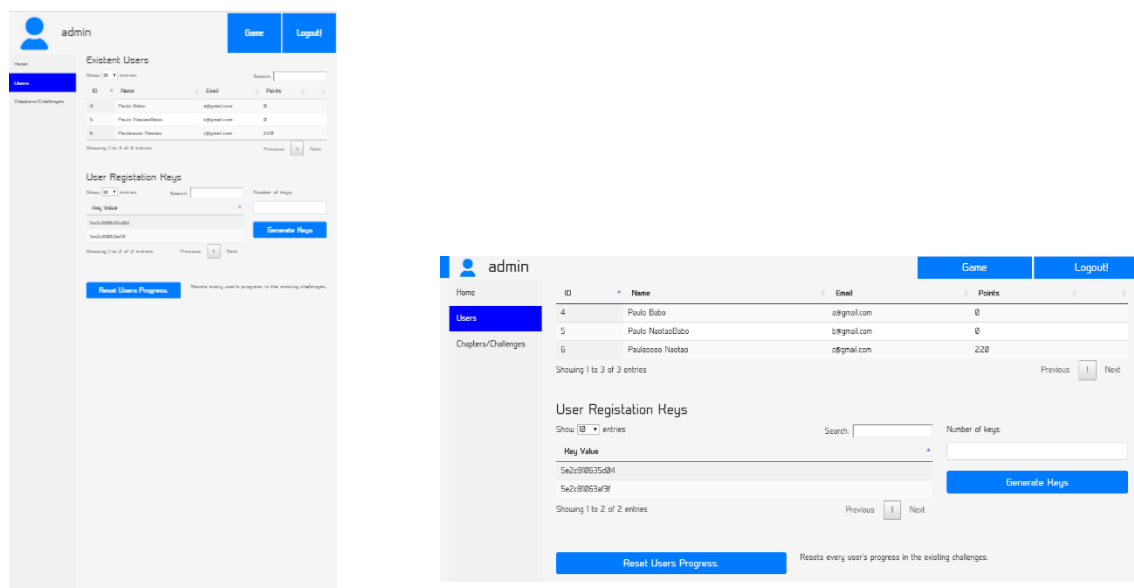 admin
Game
Logout!
Home
Users
Chapters/Challenges
Existent Users
Show 10 entries
Search:
ID Name Email Points
4 Paulo Babo a@gmail.com 0
5 Paulo NaotaoBabo b@gmail.com 0
6 Paulaoooo Naotao c@gmail.com 220
Showing 1 to 3 of 3 entries
Previous 1 Next
User Registation Keys
Show 10 entries
Search:
Number of keys:
Key Value
5e2c810635d04
5e2c81063af9f
Generate Keys
Showing 1 to 2 of 2 entries
Previous 1 Next
Reset Users Progress.
Resets every user's progress in the existing challenges.
admin
Game
Logout!
Home
Users
Chapters/Challenges
ID Name Email Points
4 Paulo Babo a@gmail.com 0
5 Paulo NaotaoBabo b@gmail.com 0
6 Paulaoooo Naotao c@gmail.com 220
Showing 1 to 3 of 3 entries
Previous 1 Next
User Registation Keys
Show 10 entries
Search:
Number of keys:
Key Value
5e2c810635d04
5e2c81063af9f
Generate Keys
Showing 1 to 2 of 2 entries
Previous 1 Next
Reset Users Progress.
Resets every user's progress in the existing challenges.